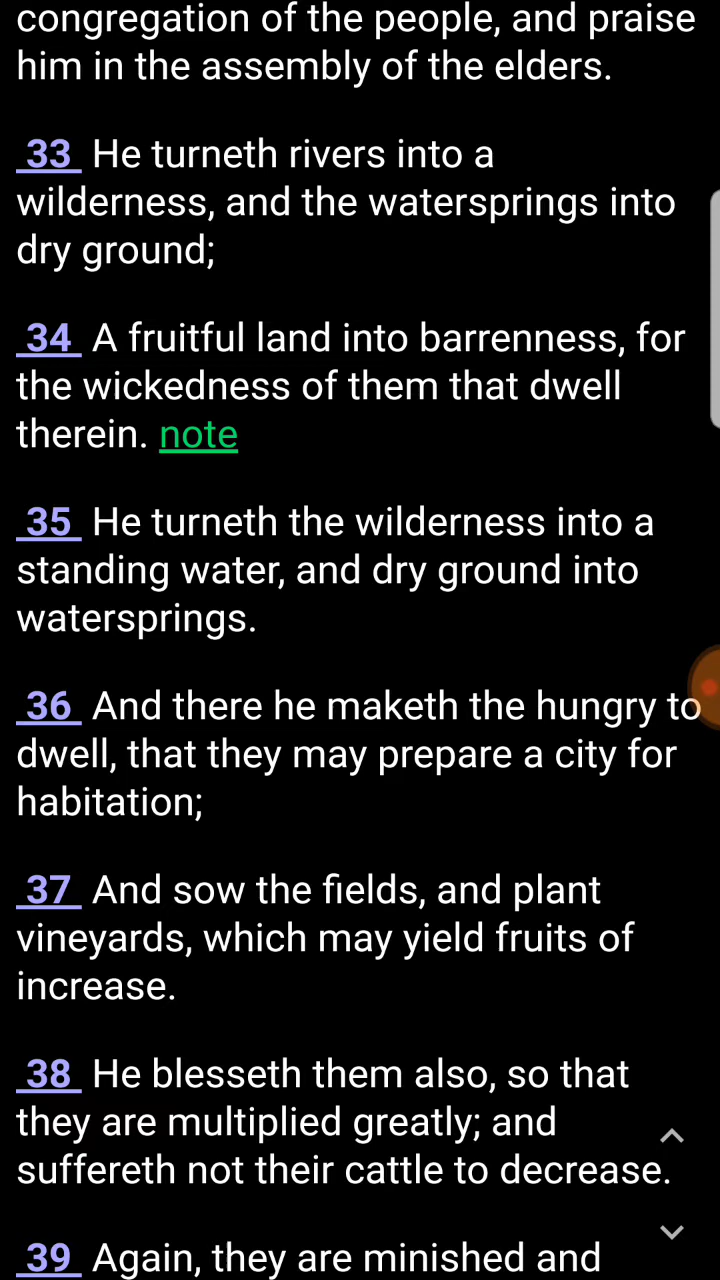 congregation of the people, and praise
him in the assembly of the elders.
33 He turneth rivers into a
wilderness, and the watersprings into
dry ground;
34 A fruitful land into barrenness, for
the wickedness of them that dwell
therein. note
35 He turneth the wilderness into a
standing water, and dry ground into
watersprings.
36 And there he maketh the hungry to
dwell, that they may prepare a city for
habitation;
37 And sow the fields, and plant
vineyards, which may yield fruits of
increase.
38 He blesseth them also, so that
they are multiplied greatly; and
suffereth not their cattle to decrease.
39 Again, they are minished and